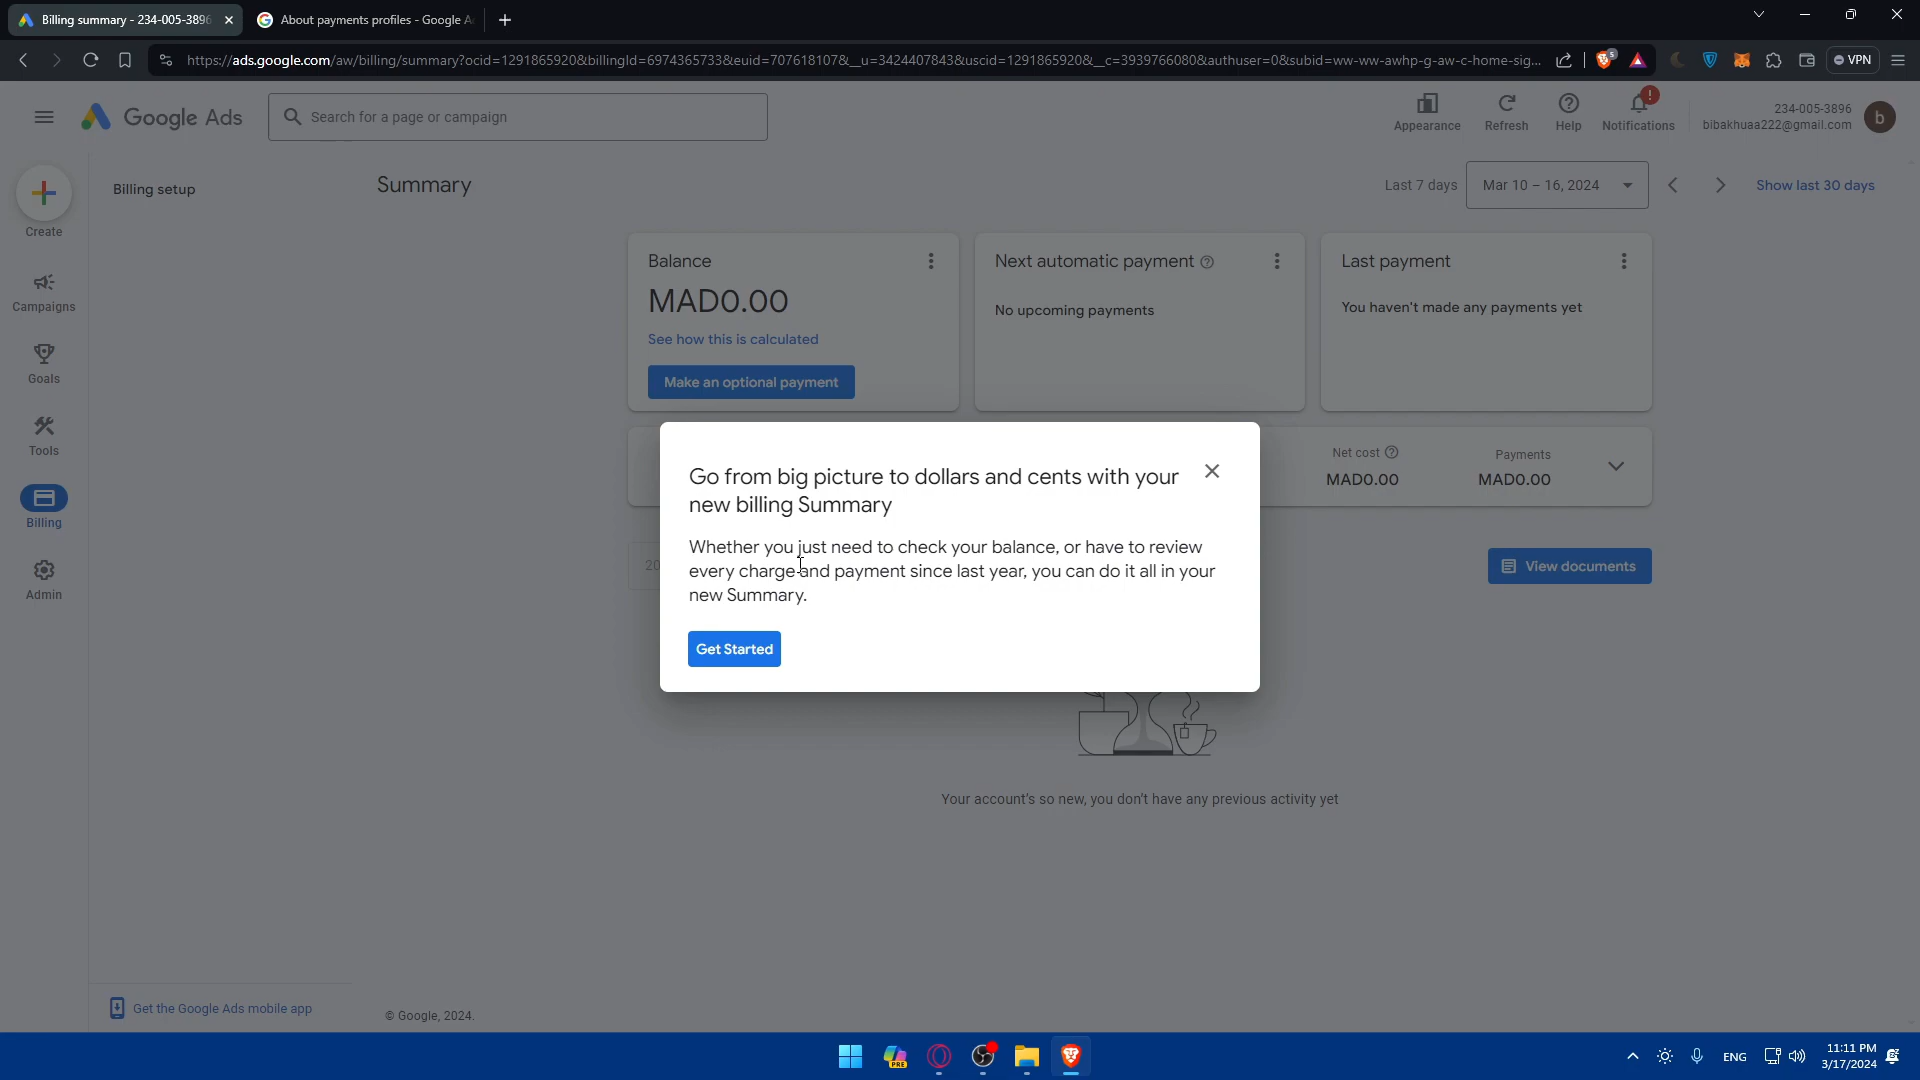 Billing summary - 234-005-3896
About payments profiles - Google A
https://ads.google.com/aw/billing/summary?ocid=1291865920&billingId=6974365733&euid=707618107&__u=3424407843&uscid=1291865920&__c=3939766080&authuser=0&subid=ww-ww-awhp-g-aw-c-home-sig...
5
VPN
Google Ads
Search for a page or campaign
Appearance
Refresh
Help
!
Notifications
234-005-3896
bibakhuaa222@gmail.com
b
Create
Campaigns
Goals
Tools
Billing
Admin
Billing setup
Summary
Last 7 days
Mar 10 – 16, 2024
Show last 30 days
Balance
MAD0.00
See how this is calculated
Make an optional payment
Next automatic payment
No upcoming payments
Last payment
You haven't made any payments yet
Net cost
MAD0.00
Payments
MAD0.00
20
View documents
Go from big picture to dollars and cents with your
new billing Summary
Whether you just need to check your balance, or have to review
every charge and payment since last year, you can do it all in your
new Summary.
Get Started
Your account's so new, you don't have any previous activity yet
Get the Google Ads mobile app
© Google, 2024.
PRE
ENG
11:11 PM
3/17/2024